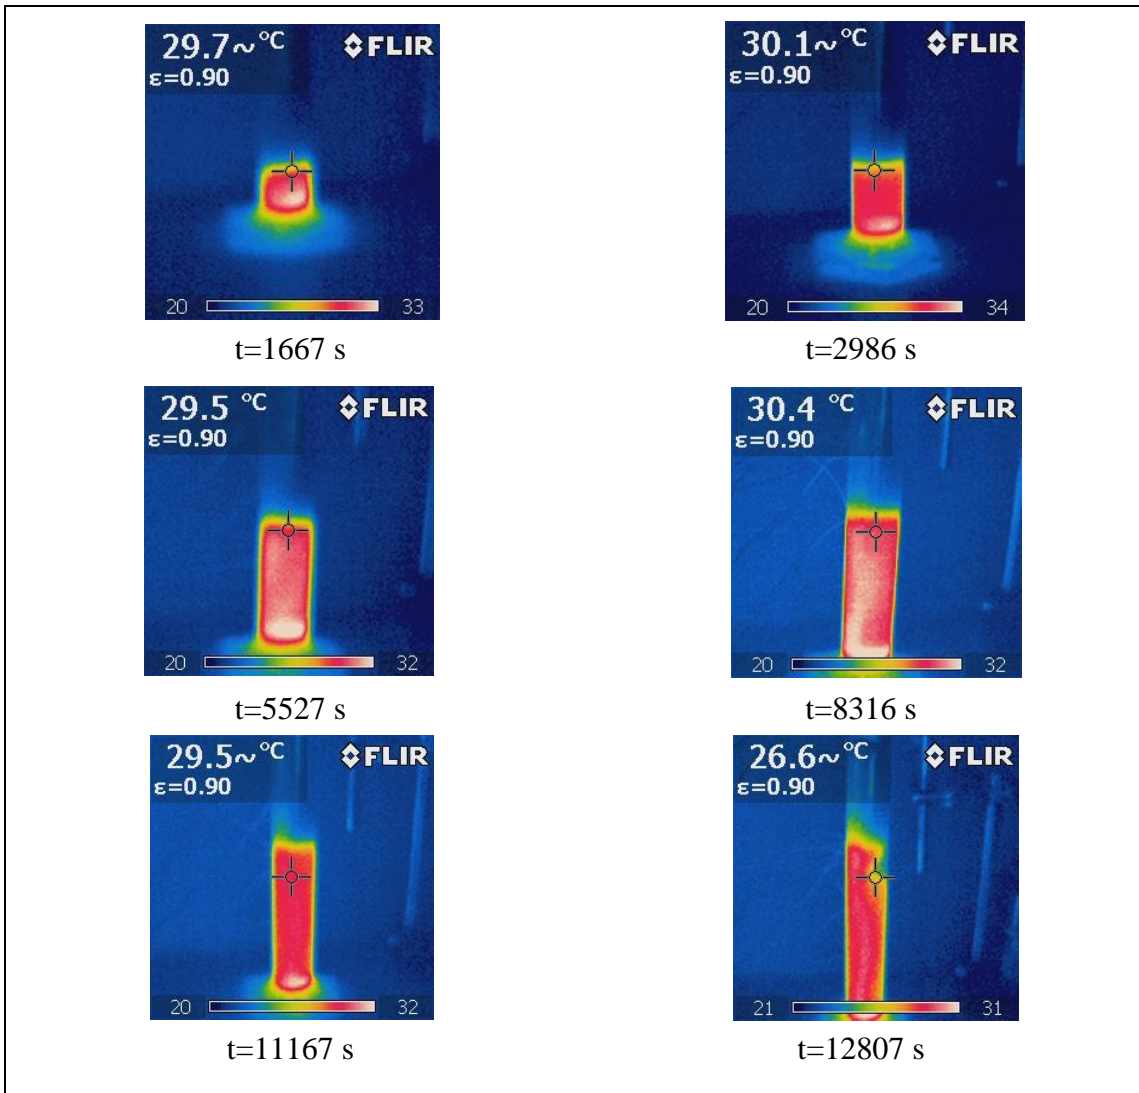 29.7~°C FLIR
ε=0.90
20 33
t=1667 s
30.1~°C FLIR
ε=0.90
20 34
t=2986 s
29.5 °C FLIR
ε=0.90
20 32
t=5527 s
30.4 °C FLIR
ε=0.90
20 32
t=8316 s
29.5~°C FLIR
ε=0.90
20 32
t=11167 s
26.6~°C FLIR
ε=0.90
21 31
t=12807 s